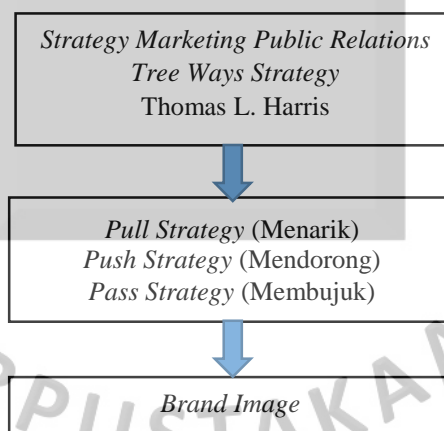 Strategy Marketing Public Relations
Tree Ways Strategy
Thomas L. Harris
Pull Strategy (Menarik)
Push Strategy (Mendorong)
Pass Strategy (Membujuk)
Brand Image